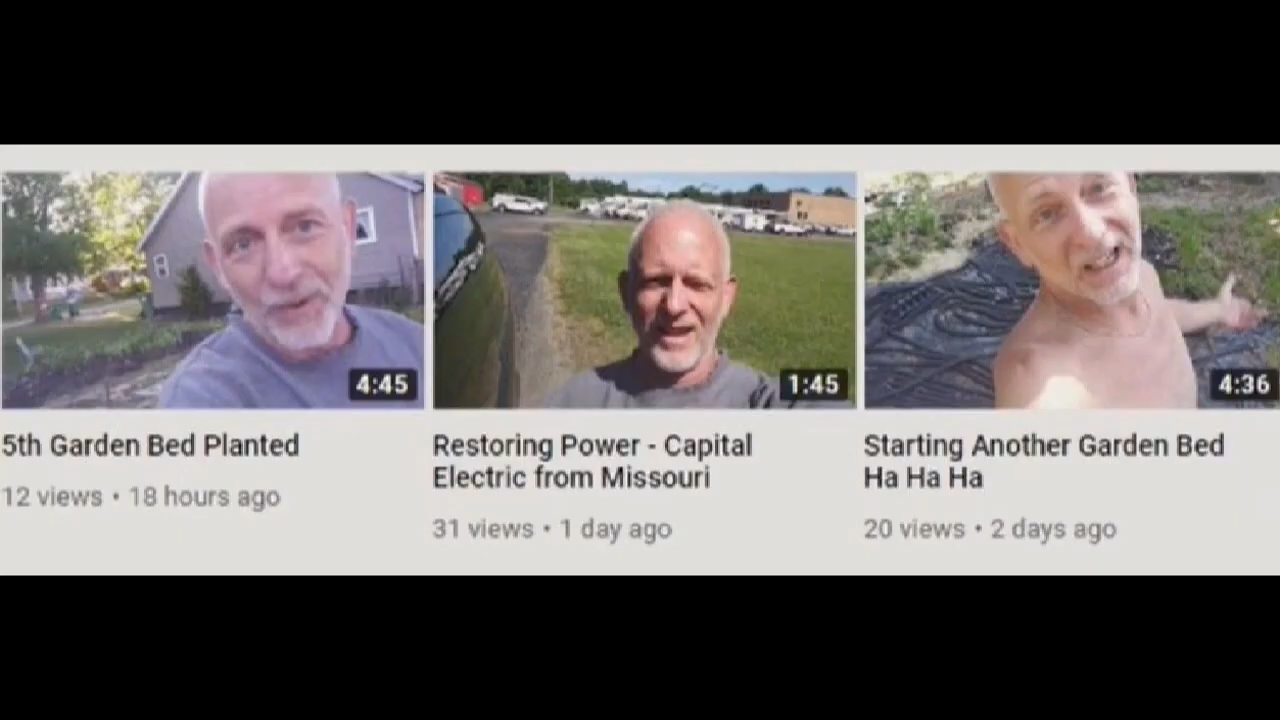 4:45
1:45
4:36
5th Garden Bed Planted
12 views • 18 hours ago
Restoring Power - Capital
Electric from Missouri
31 views • 1 day ago
Starting Another Garden Bed
Ha Ha Ha
20 views • 2 days ago